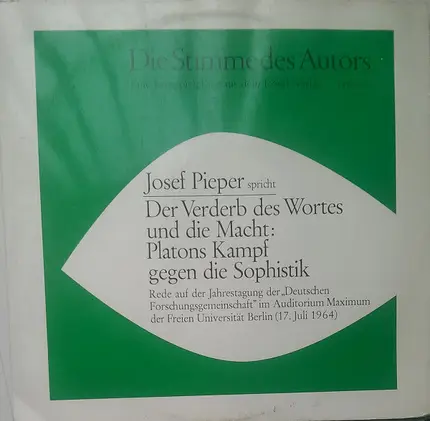 Die Stimme des Autors
Josef Pieper spricht
Der Verderb des Wortes
und die Macht:
Platons Kampf
gegen die Sophistik
Rede auf der Jahrestagung der „Deutschen
Forschungsgemeinschaft" im Auditorium Maximum
der Freien Universität Berlin (17. Juli 1964)